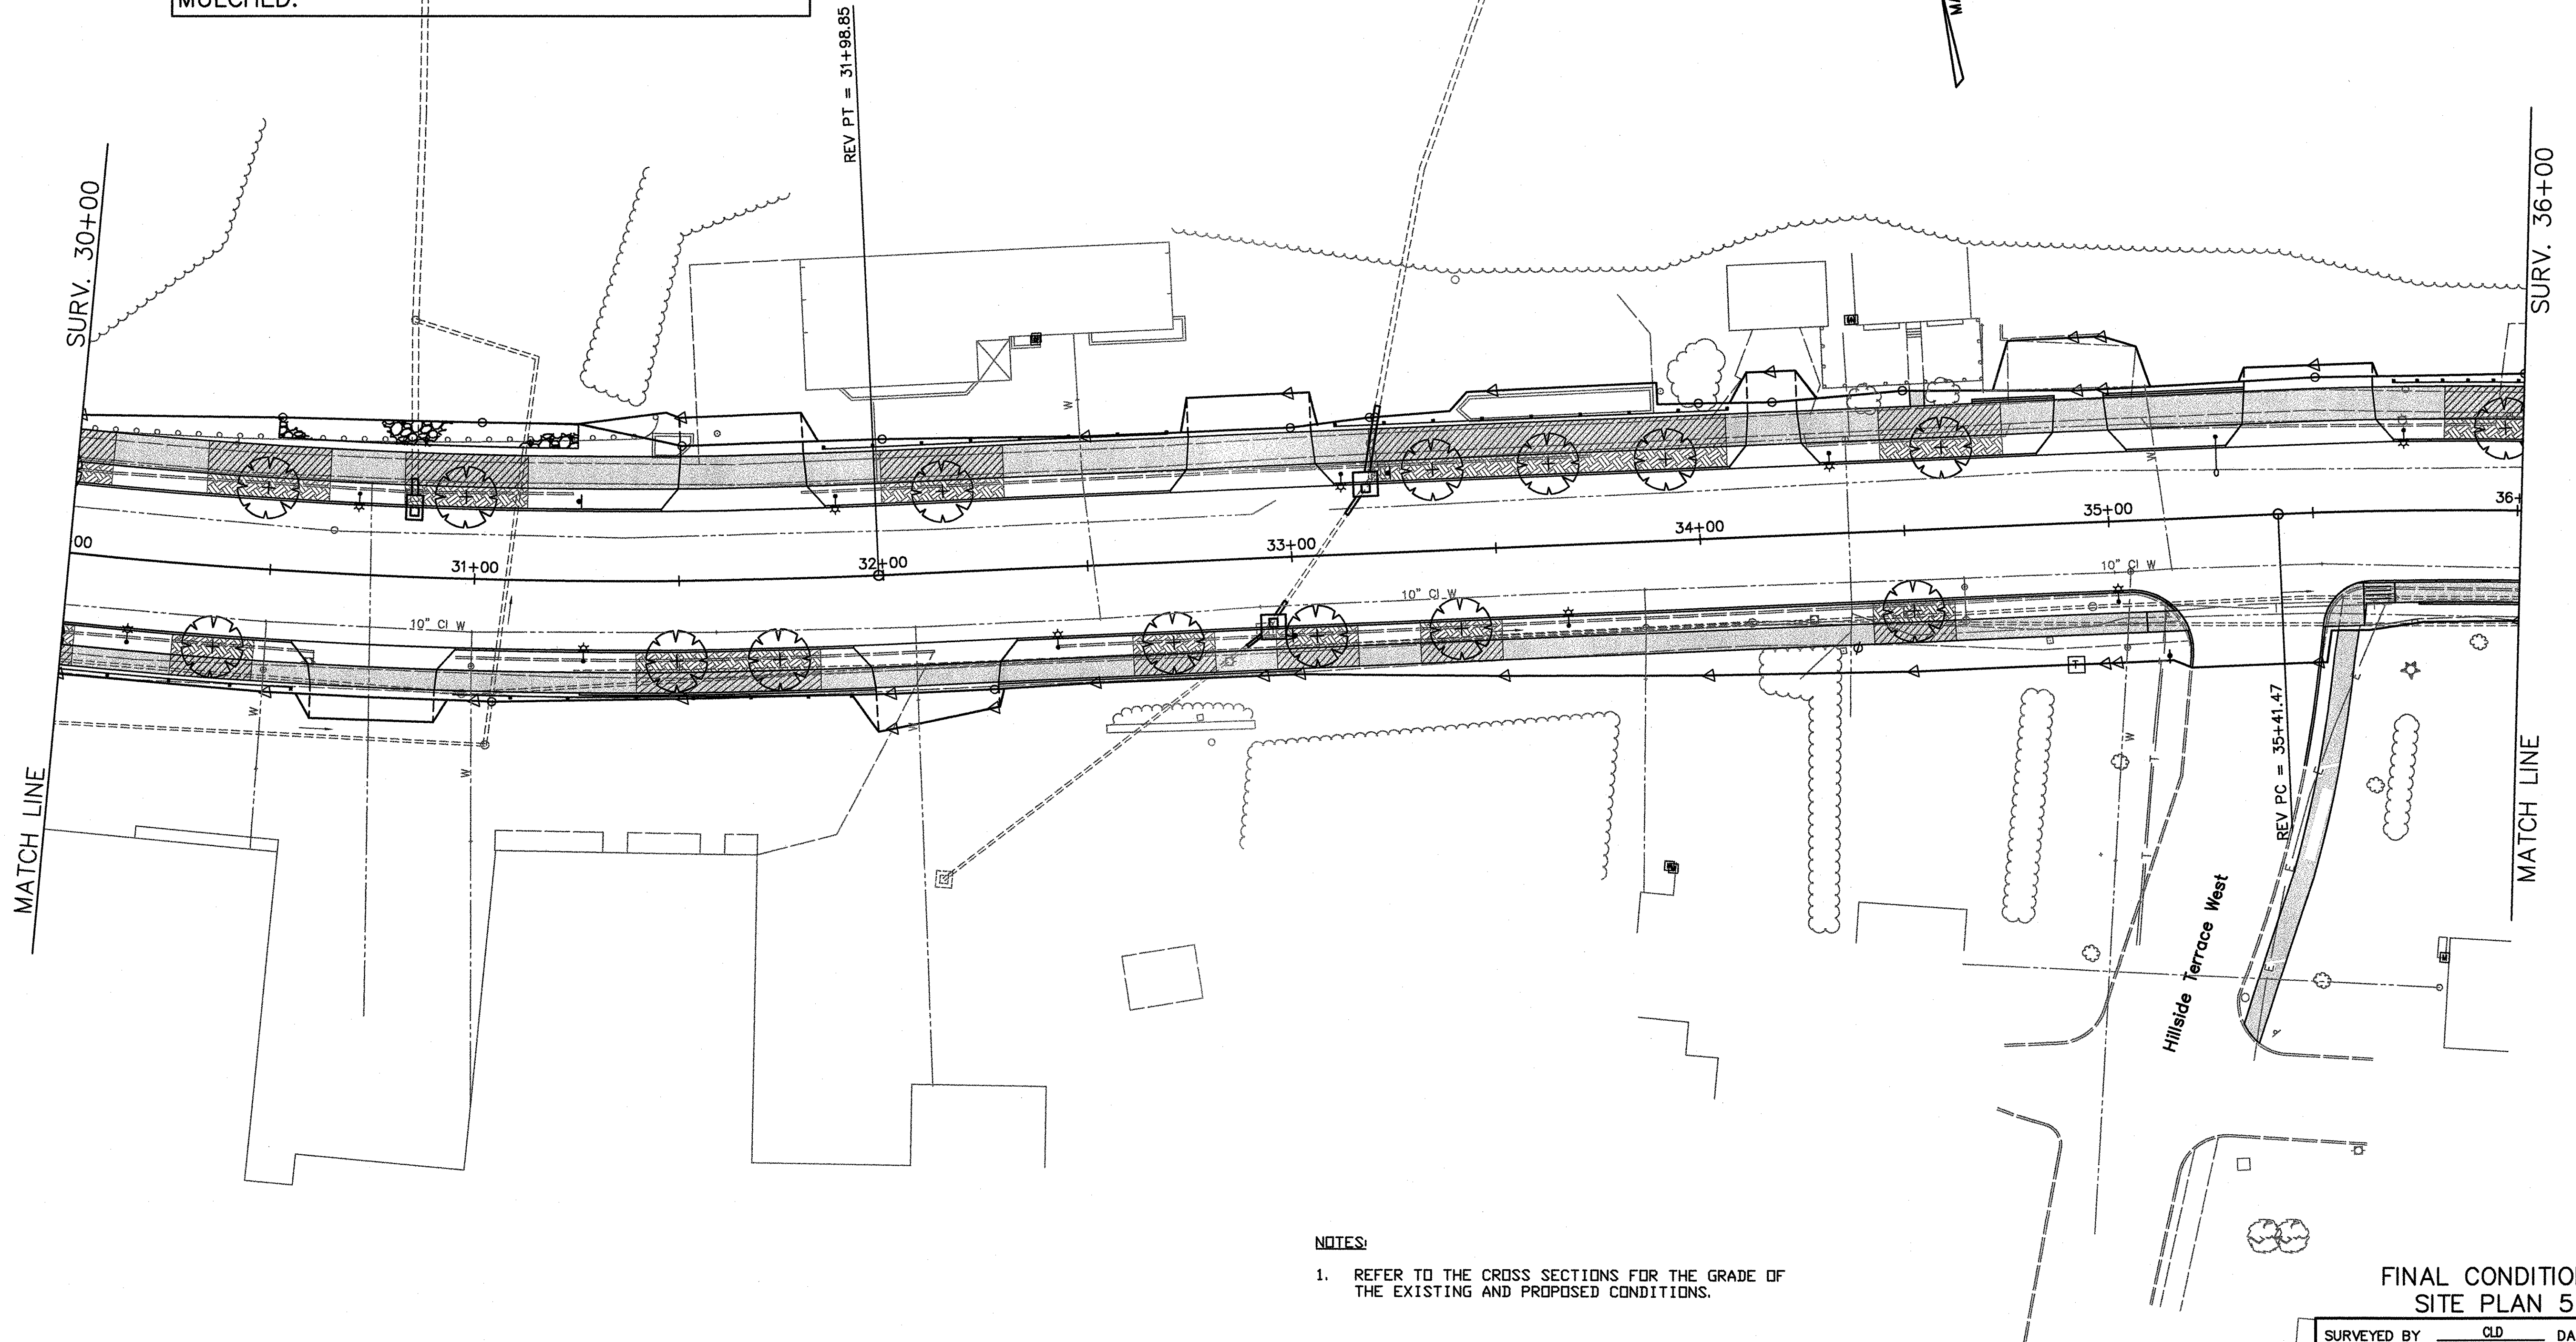 MULCHED.
REV PT = 31+98.85
MA
SURV. 30+00
SURV. 36+00
W
W
00
31+00
32+00
33+00
34+00
35+00
36+
10" CI W
10" CI W
10" CI W
T
W
W
W
W
T
T
E
E
E
REV PC = 35+41.47
Hillside Terrace West
MATCH LINE
MATCH LINE
NOTES:
1. REFER TO THE CROSS SECTIONS FOR THE GRADE OF
THE EXISTING AND PROPOSED CONDITIONS.
FINAL CONDITIO
SITE PLAN 5
SURVEYED BY CLD DA